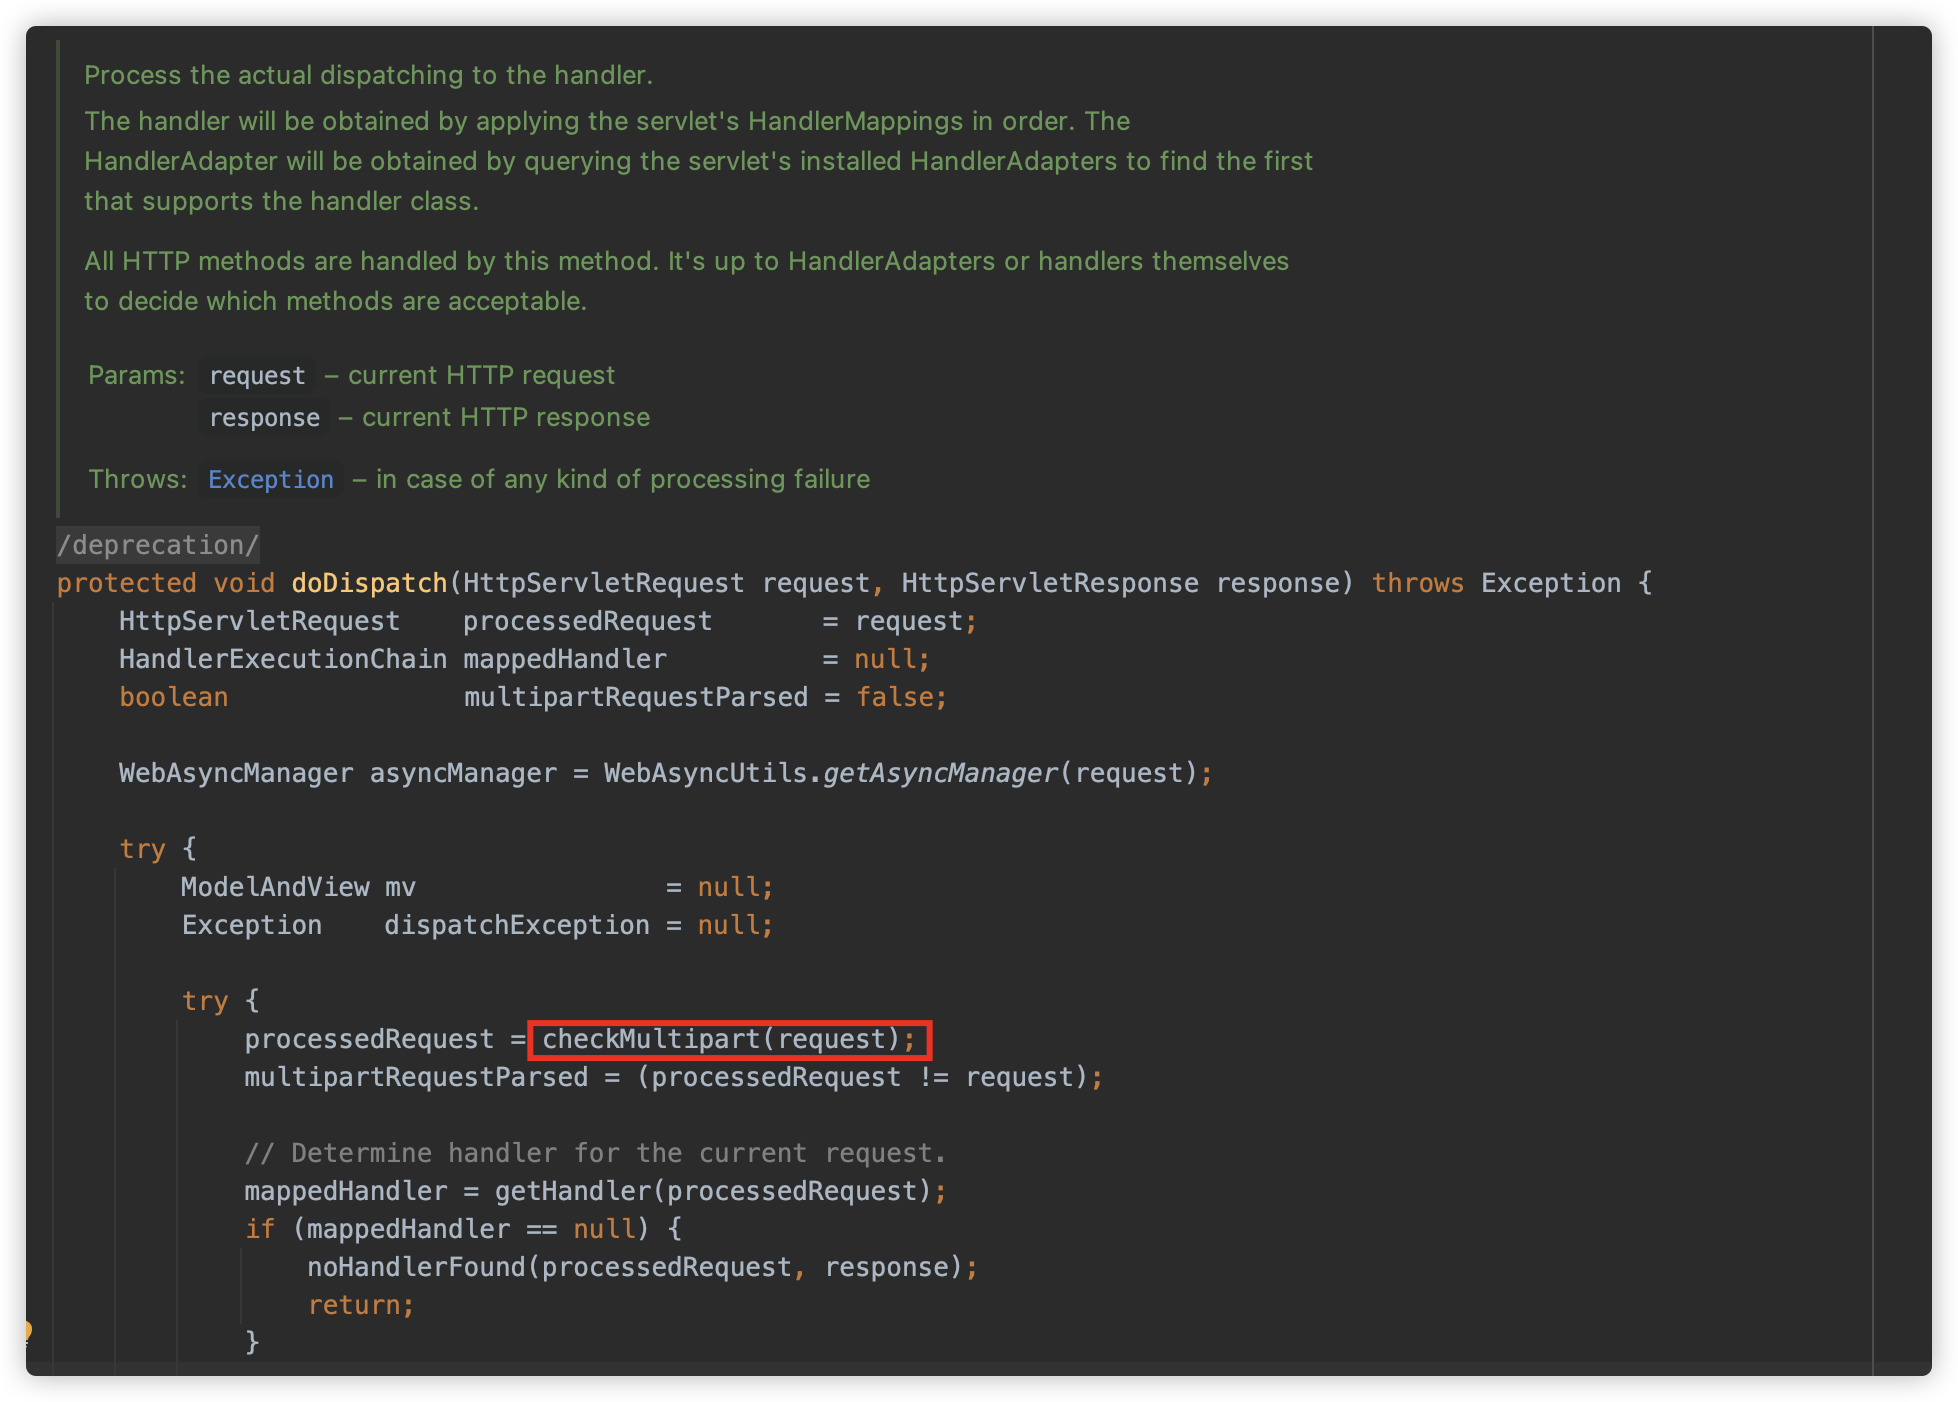 Process the actual dispatching to the handler.
The handler will be obtained by applying the servlet's HandlerMappings in order. The
HandlerAdapter will be obtained by querying the servlet's installed HandlerAdapters to find the first
that supports the handler class.
All HTTP methods are handled by this method. It's up to HandlerAdapters or handlers themselves
to decide which methods are acceptable.
Params: request – current HTTP request
response – current HTTP response
Throws: Exception – in case of any kind of processing failure
/deprecation/
protected void doDispatch(HttpServletRequest request, HttpServletResponse response) throws Exception {
HttpServletRequest    processedRequest       = request;
HandlerExecutionChain mappedHandler          = null;
boolean               multipartRequestParsed = false;
WebAsyncManager asyncManager = WebAsyncUtils.getAsyncManager(request);
try {
ModelAndView mv                = null;
Exception    dispatchException = null;
try {
processedRequest = checkMultipart(request);
multipartRequestParsed = (processedRequest != request);
// Determine handler for the current request.
mappedHandler = getHandler(processedRequest);
if (mappedHandler == null) {
noHandlerFound(processedRequest, response);
return;
}